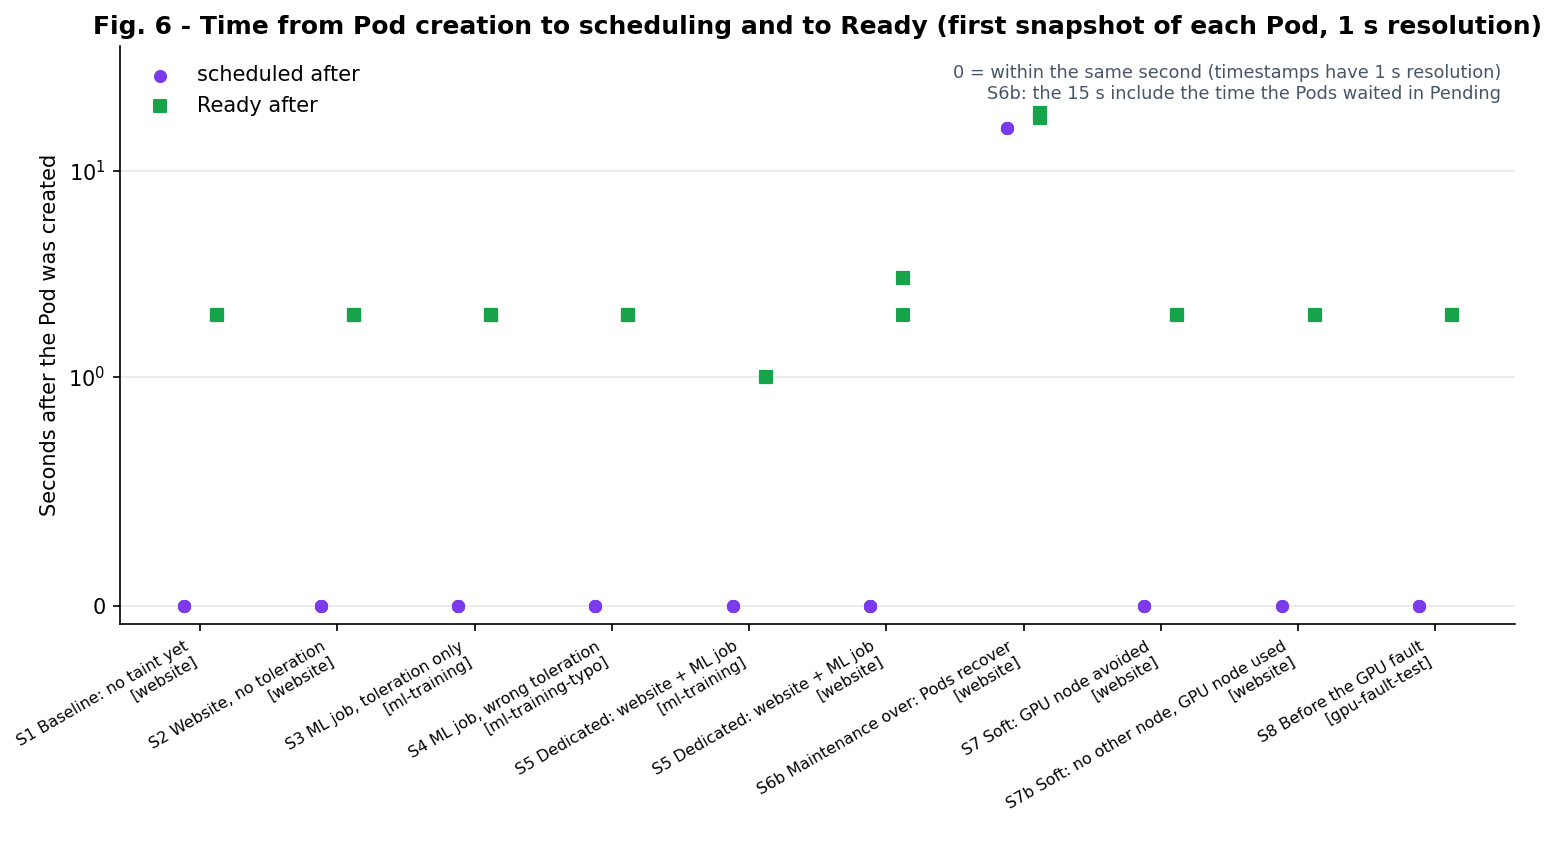 Fig. 6 - Time from Pod creation to scheduling and to Ready (first snapshot of each Pod, 1 s resolution)
scheduled after
Ready after
0 = within the same second (timestamps have 1 s resolution)
S6b: the 15 s include the time the Pods waited in Pending
Seconds after the Pod was created
10¹
10⁰
0
S1 Baseline: no taint yet
[website]
S2 Website, no toleration
[website]
S3 ML job, toleration only
[ml-training]
S4 ML job, wrong toleration
[ml-training-typo]
S5 Dedicated: website + ML job
[ml-training]
S5 Dedicated: website + ML job
[website]
S6b Maintenance over: Pods recover
[website]
S7 Soft: GPU node avoided
[website]
S7b Soft: no other node, GPU node used
[website]
S8 Before the GPU fault
[gpu-fault-test]